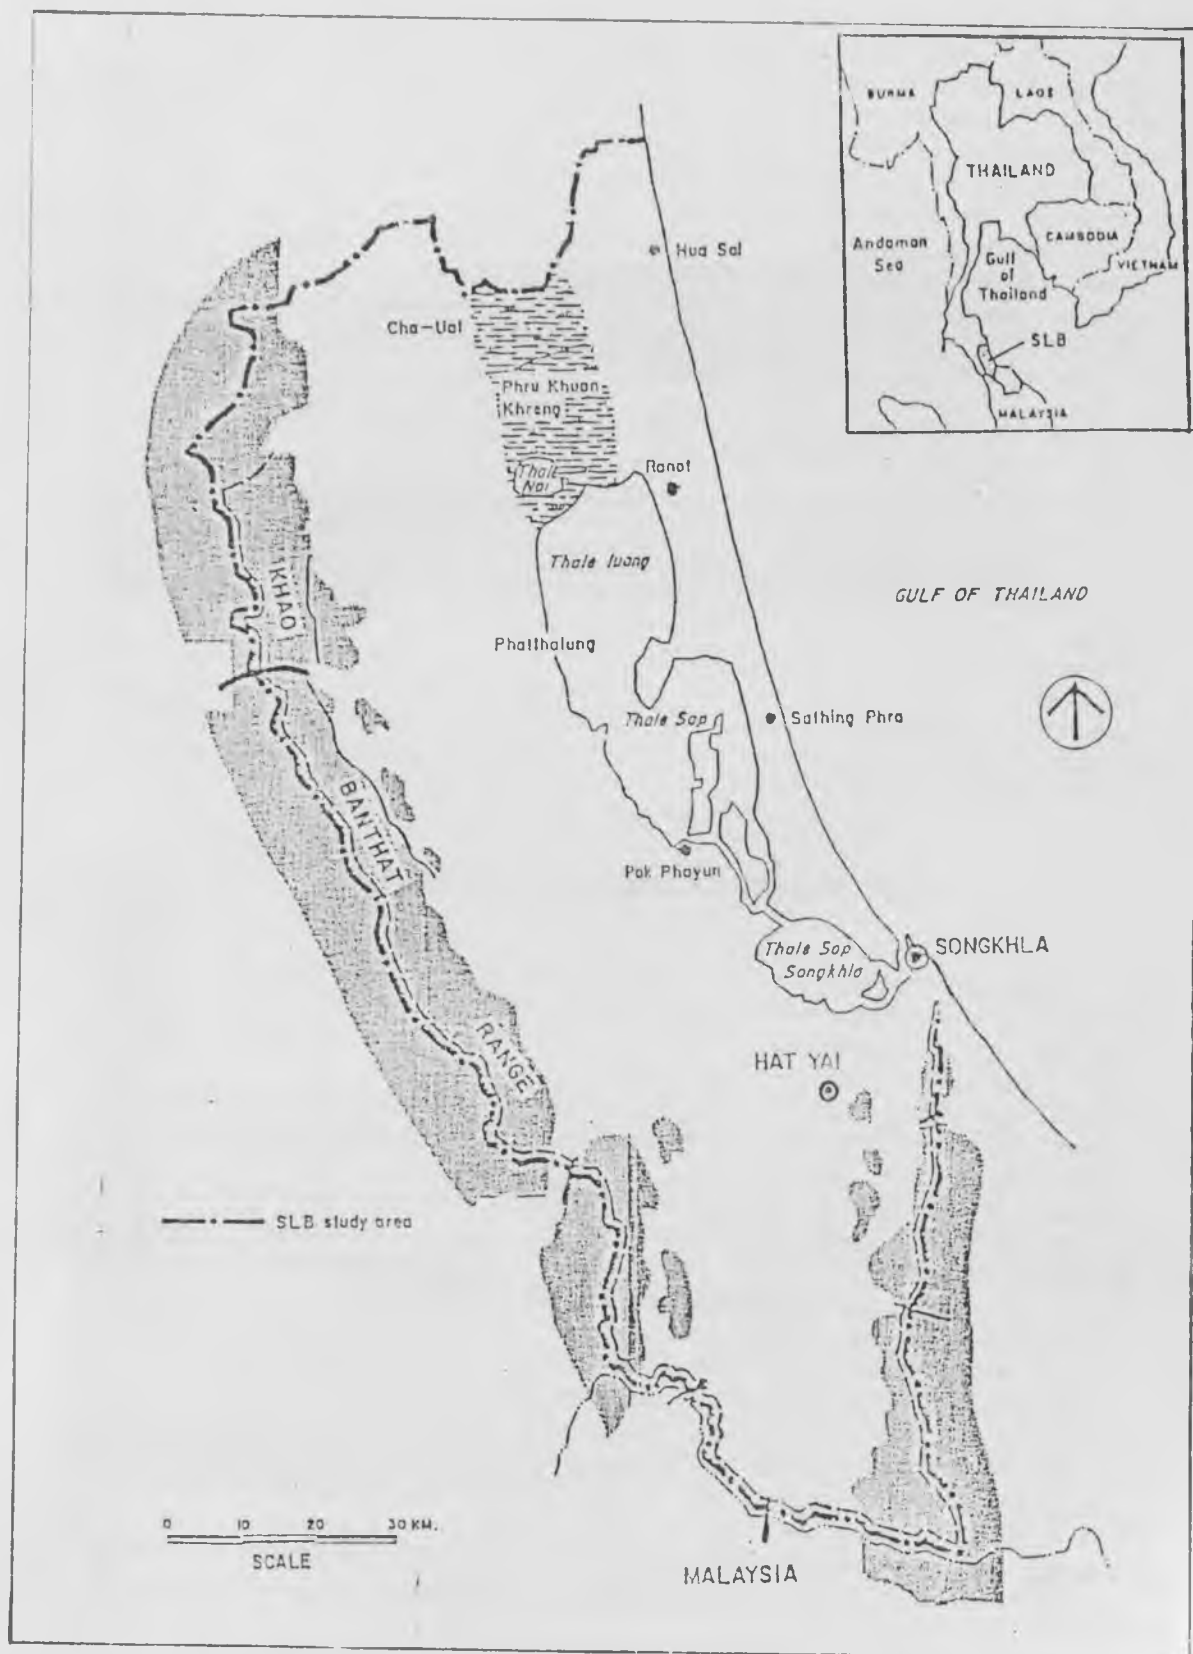 BURMA
LAOS
THAILAND
Andaman
Sea
CAMBODIA
Gulf
of
Thailand
VIETNAM
SLB
MALAYSIA
Hua Sai
Cha-Uat
Phru Khuan
Khreng
Thale
Noi
Ranot
Thale luang
GULF OF THAILAND
KHAO
Phatthalung
Thale Sap
Sathing Phra
BANTHAT
Pak Phayun
Thale Sap
Songkhla
SONGKHLA
RANGE
HAT YAI
SLB study area
0 10 20 30 KM.
SCALE
MALAYSIA